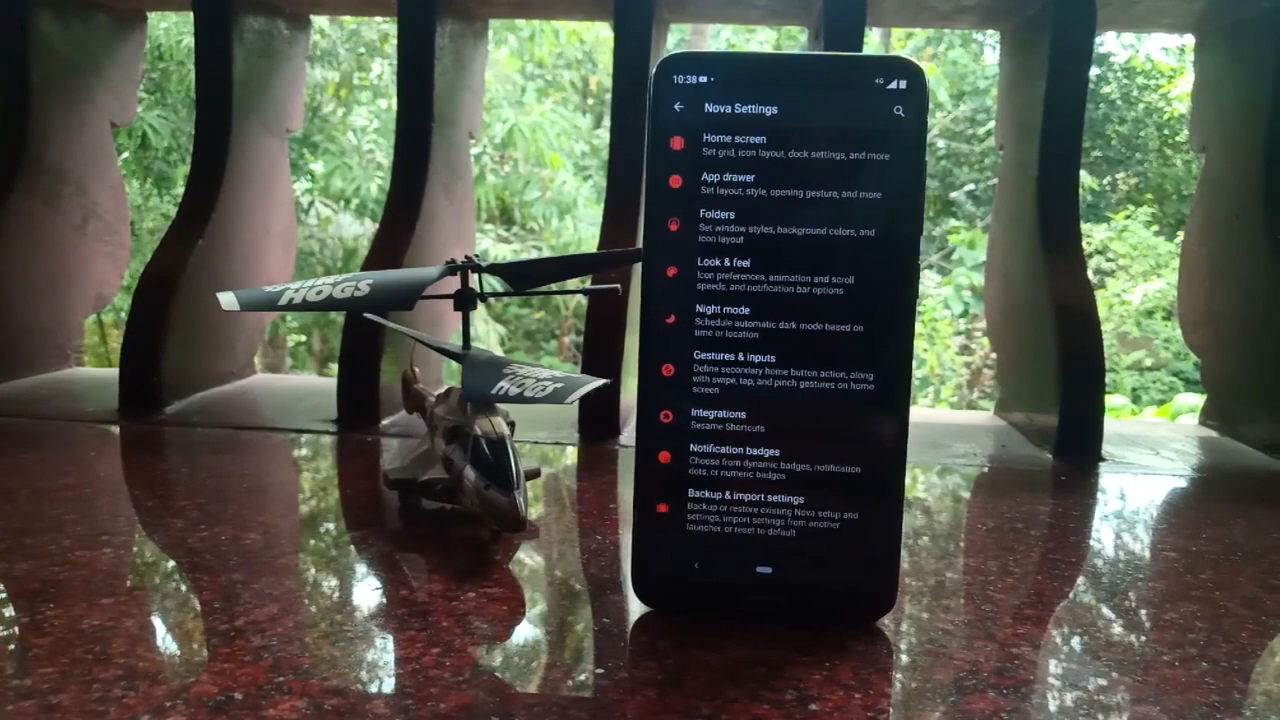 10:38
4G
Nova Settings
Home screen
Set grid, icon layout, dock settings, and more
App drawer
Set layout, style, opening gesture, and more
Folders
Set window styles, background colors, and
icon layout
Look & feel
Icon preferences, animation and scroll
speeds, and notification bar options
Night mode
Schedule automatic dark mode based on
time or location
Gestures & inputs
Define secondary home button action, along
with swipe, tap, and pinch gestures on home
screen
Integrations
Sesame Shortcuts
Notification badges
Choose from dynamic badges, notification
dots, or numeric badges
Backup & import settings
Backup or restore existing Nova setup and
settings, import settings from another
launcher, or reset to default
HOGS
HOGS